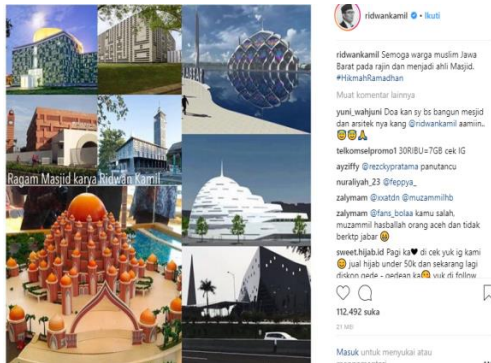 ridwankamil • Ikuti
ridwankamil Semoga warga muslim Jawa
Barat pada rajin dan menjadi ahli Masjid.
#HikmahRamadhan
Muat komentar lainnya
yuni_wahjuni Doa kan sy bs bangun mesjid
dan arsitek nya kang @ridwankamil aamiin..
😇😇🙏
telkomselpromo1 30RIBU=7GB cek IG
ayziffy @rezckypratama panutancu
nuraliyah_23 @feppya_
zalymam @xxatdn @muzammilhb
zalymam @fans_bolaa kamu salah,
muzammil hasballah orang aceh dan tidak
berktp jabar 😀
sweet.hijab.id Pagi ka🖤 di cek yuk ig kami
😊 jual hijab under 50k dan sekarang lagi
diskon gede - gedean ka😘 yuk di follow
Ragam Masjid karya Ridwan Kamil
112.492 suka
21 MEI
Masuk untuk menyukai atau